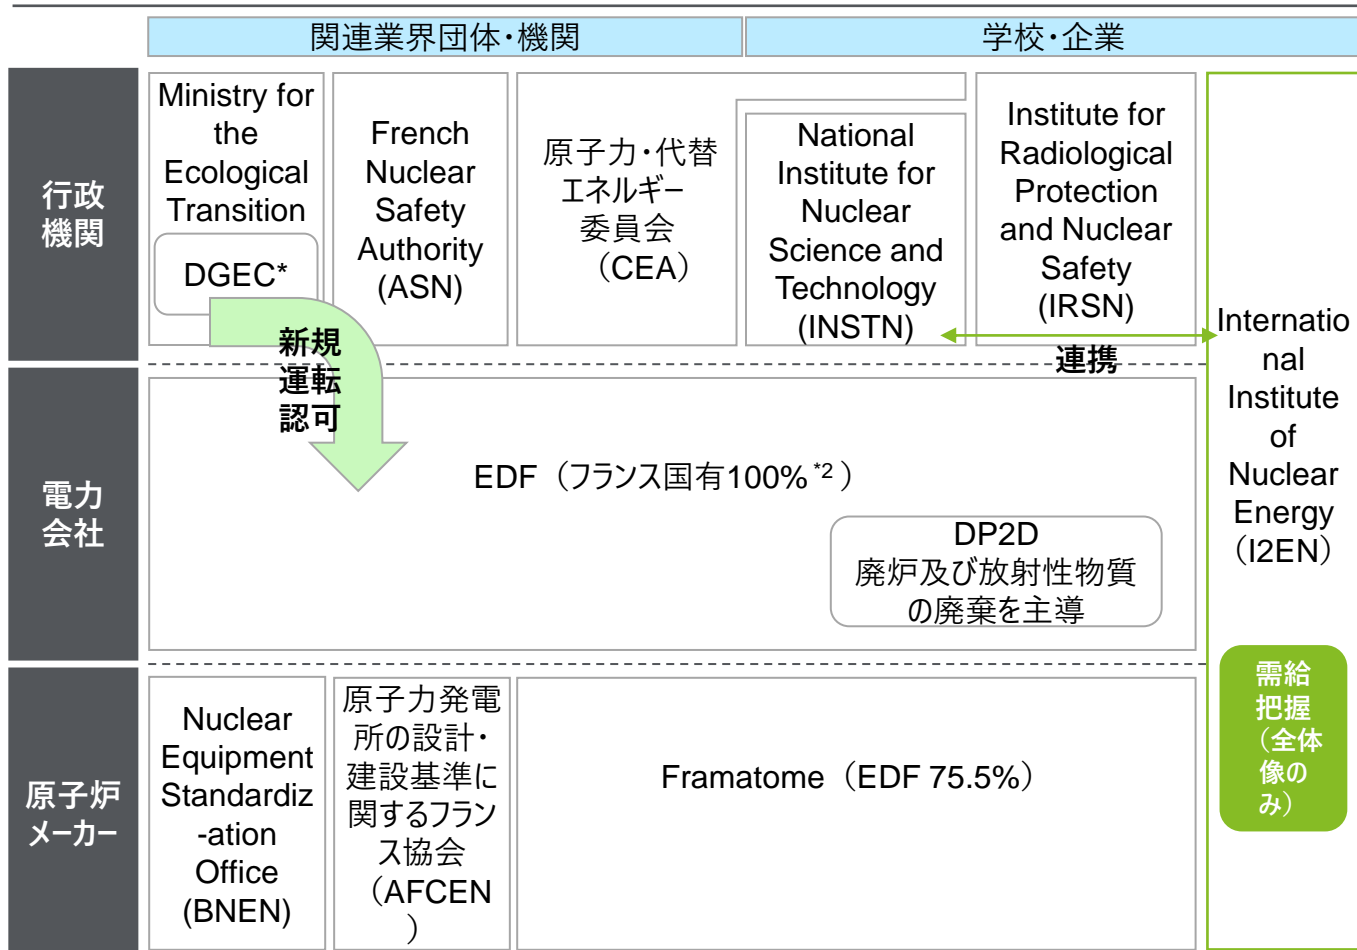 関連業界団体・機関
学校・企業
行政
機関
Ministry for
the
Ecological
Transition
DGEC*
French
Nuclear
Safety
Authority
(ASN)
原子力・代替
エネルギー
委員会
（CEA）
National
Institute for
Nuclear
Science and
Technology
(INSTN)
Institute for
Radiological
Protection
and Nuclear
Safety
(IRSN)
連携
新規
運転
認可
電力
会社
EDF（フランス国有100% *2 ）
DP2D
廃炉及び放射性物質
の廃棄を主導
Internatio
nal
Institute
of
Nuclear
Energy
（I2EN）
需給
把握
（全体
像の
み）
原子炉
メーカー
Nuclear
Equipment
Standardiz
-ation
Office
(BNEN)
原子力発電
所の設計・
建設基準に
関するフラン
ス協会
（AFCEN
）
Framatome（EDF 75.5%）